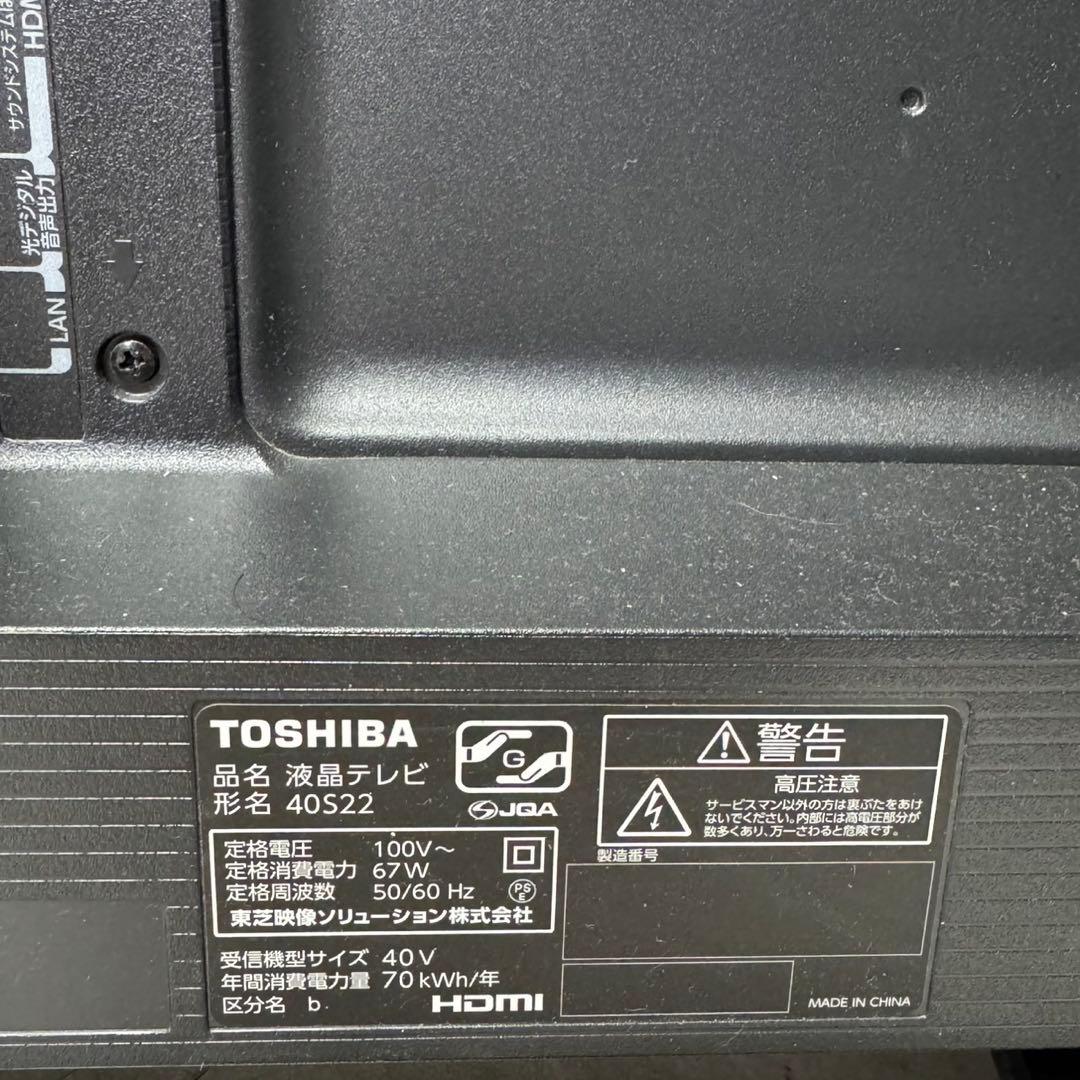 サウンドシステムは
HDM
光デジタル
音声出力
LAN
TOSHIBA
品名 液晶テレビ
形名 40S22
G
JQA
定格電圧 100V～
定格消費電力 67W
定格周波数 50/60 Hz
PS
E
東芝映像ソリューション株式会社
受信機型サイズ 40V
年間消費電力量 70kWh/年
区分名 b
HDMI
警告
高圧注意
サービスマン以外の方は裏ぶたをあけ
ないでください。内部には高電圧部分が
数多くあり、万一さわると危険です。
製造番号
MADE IN CHINA